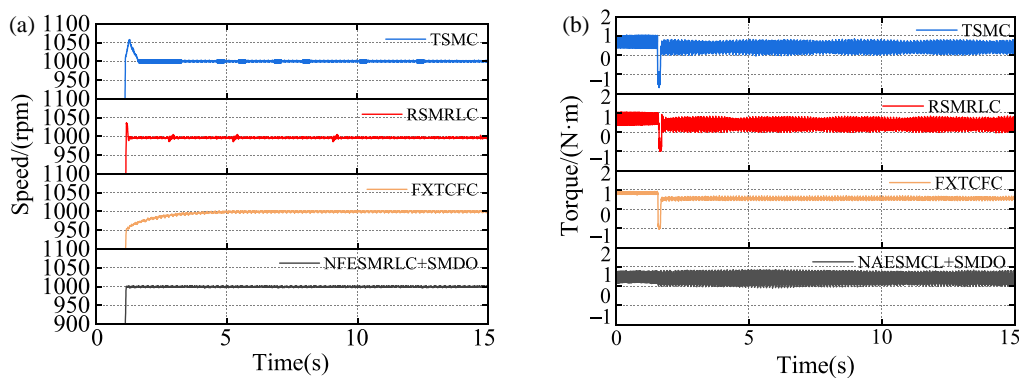 (a)
Speed/(rpm)
1100
1050
1000
950
1100
1050
1000
950
1100
1050
1000
950
1100
1050
1000
950
900
TSMC
RSMRLC
FXTCFC
NFESMRLC+SMDO
0 5 10 15
Time(s)
(b)
Torque/(N·m)
2
1
0
−1
2
1
0
−1
2
1
0
−1
2
1
0
−1
TSMC
RSMRLC
FXTCFC
NAESMCL+SMDO
0 5 10 15
Time(s)